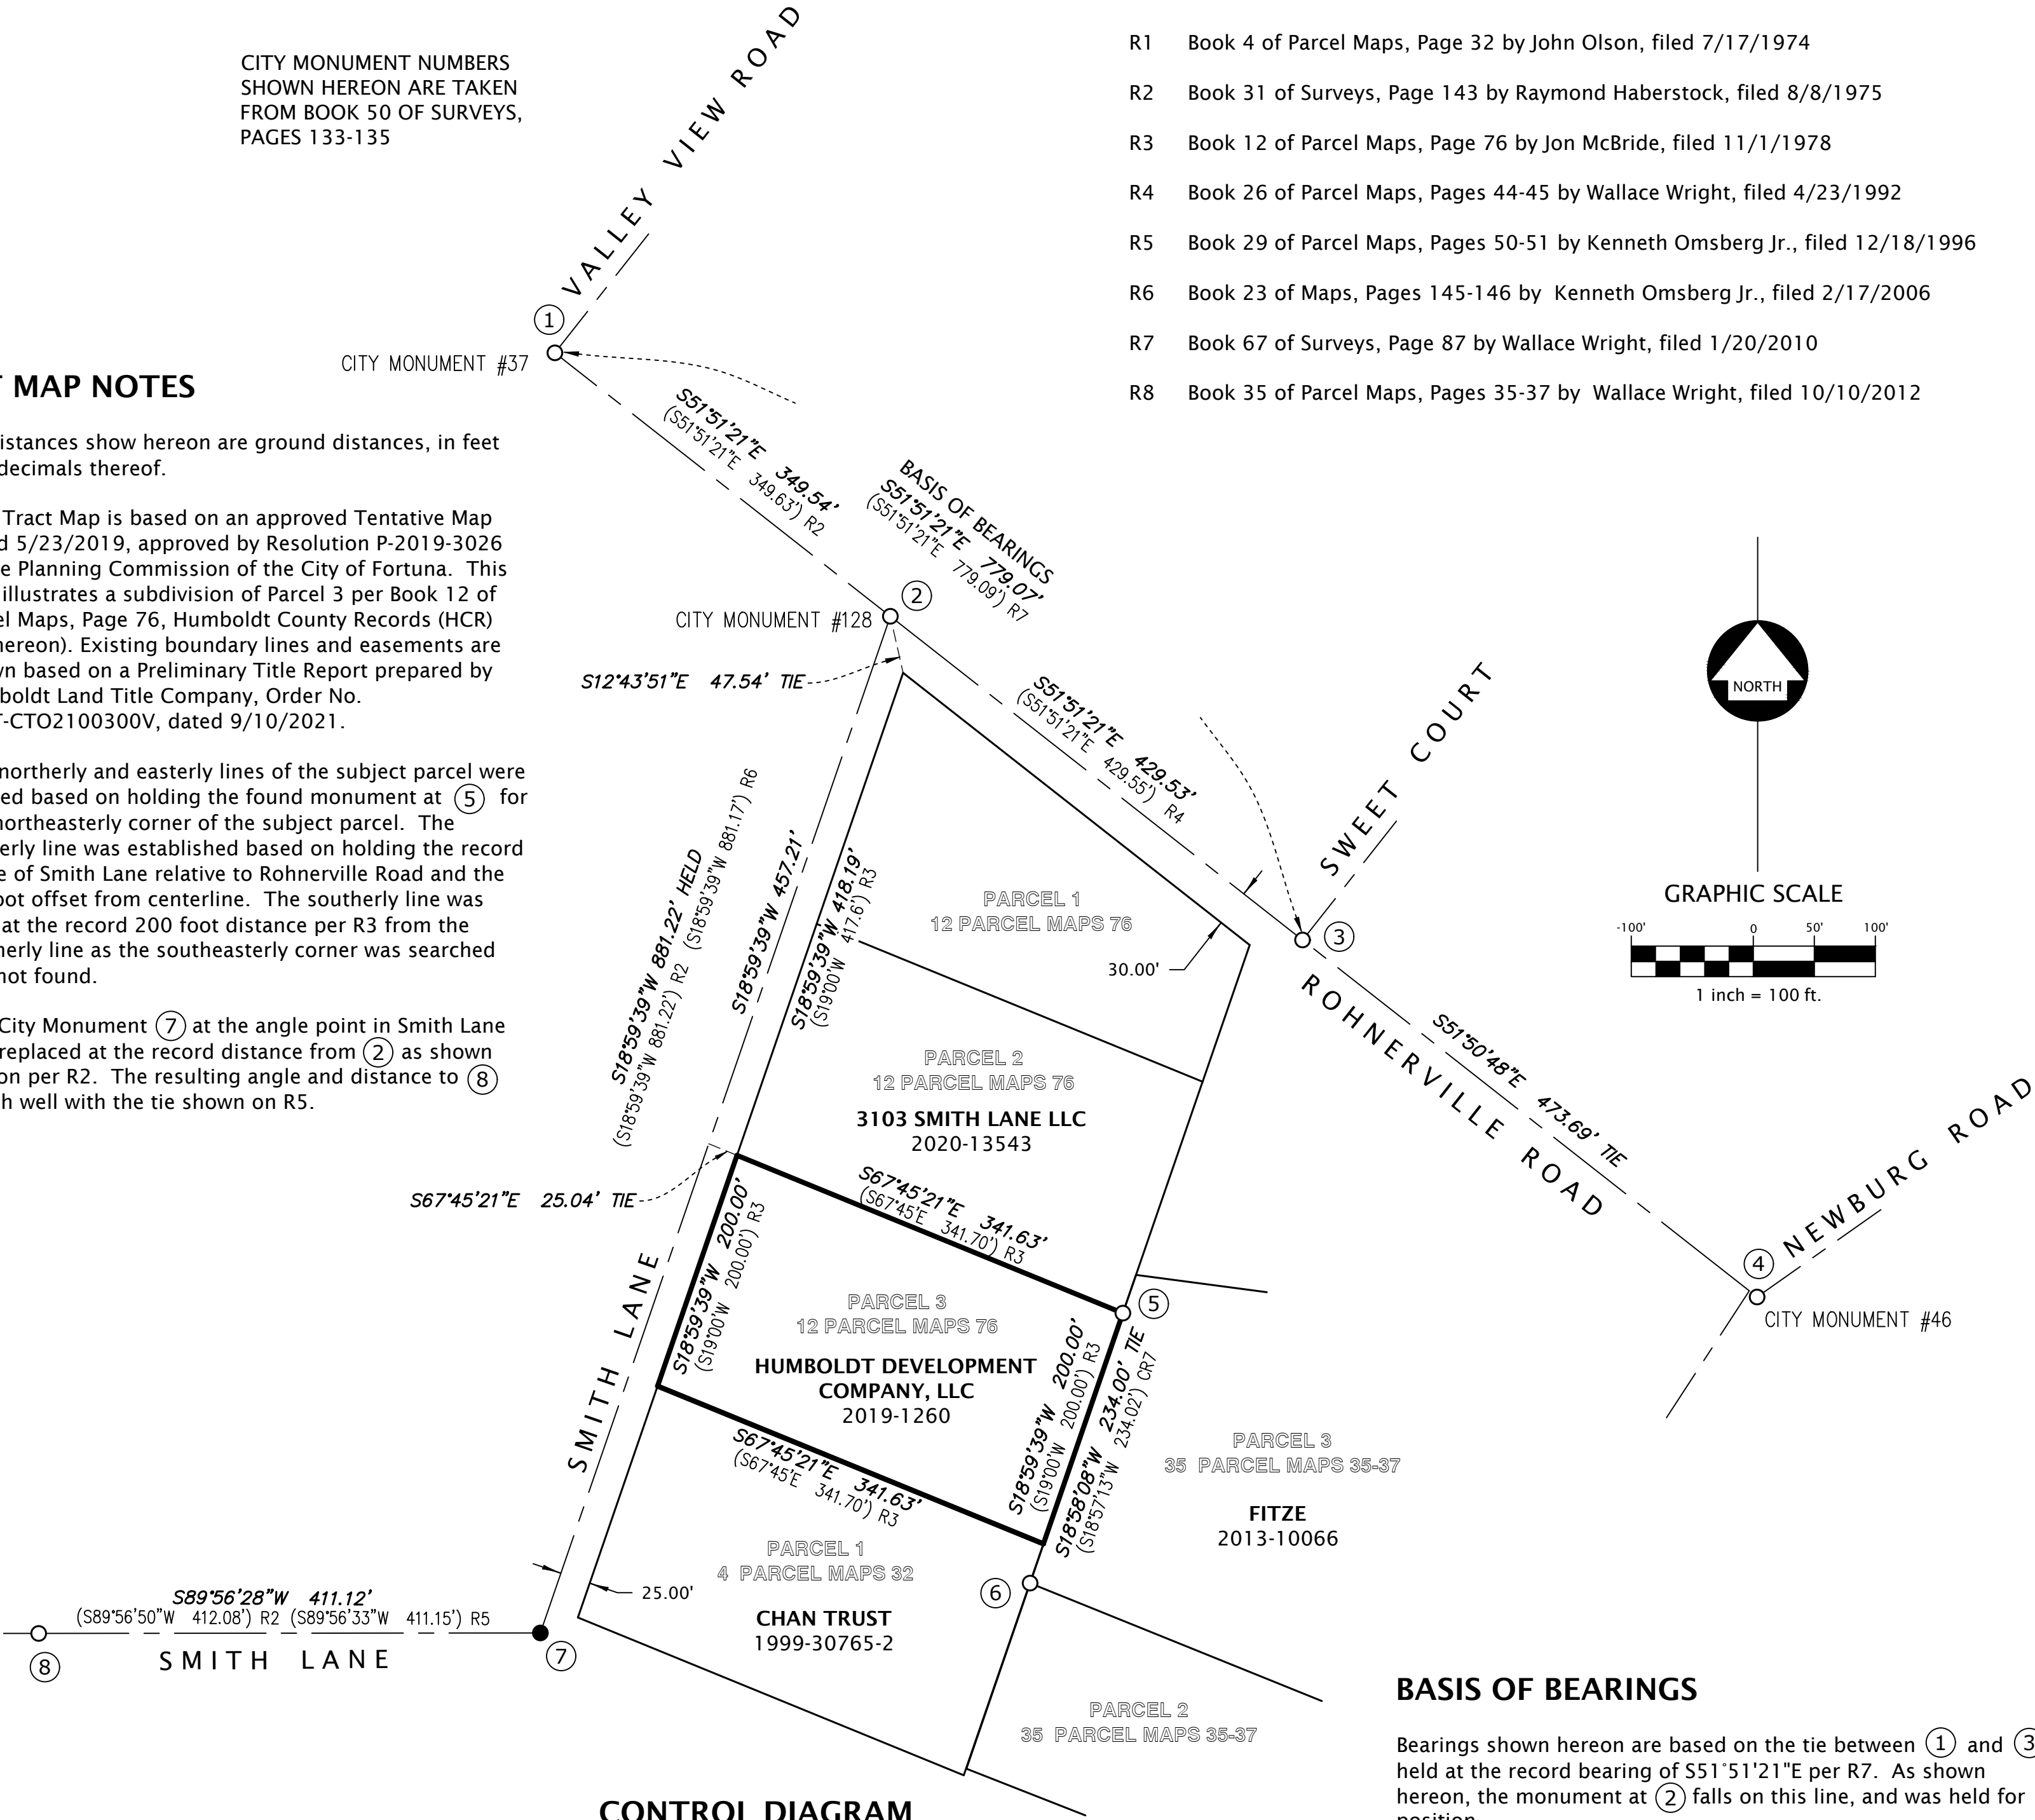 CITY MONUMENT NUMBERS
SHOWN HEREON ARE TAKEN
FROM BOOK 50 OF SURVEYS,
PAGES 133-135
R1 Book 4 of Parcel Maps, Page 32 by John Olson, filed 7/17/1974
R2 Book 31 of Surveys, Page 143 by Raymond Haberstock, filed 8/8/1975
R3 Book 12 of Parcel Maps, Page 76 by Jon McBride, filed 11/1/1978
R4 Book 26 of Parcel Maps, Pages 44-45 by Wallace Wright, filed 4/23/1992
R5 Book 29 of Parcel Maps, Pages 50-51 by Kenneth Omsberg Jr., filed 12/18/1996
R6 Book 23 of Maps, Pages 145-146 by Kenneth Omsberg Jr., filed 2/17/2006
R7 Book 67 of Surveys, Page 87 by Wallace Wright, filed 1/20/2010
R8 Book 35 of Parcel Maps, Pages 35-37 by Wallace Wright, filed 10/10/2012
VALLEY VIEW ROAD
1
CITY MONUMENT #37
MAP NOTES
istances show hereon are ground distances, in feet
decimals thereof.
Tract Map is based on an approved Tentative Map
d 5/23/2019, approved by Resolution P-2019-3026
e Planning Commission of the City of Fortuna. This
illustrates a subdivision of Parcel 3 per Book 12 of
el Maps, Page 76, Humboldt County Records (HCR)
hereon). Existing boundary lines and easements are
wn based on a Preliminary Title Report prepared by
boldt Land Title Company, Order No.
T-CTO2100300V, dated 9/10/2021.
northerly and easterly lines of the subject parcel were
ed based on holding the found monument at 5 for
northeasterly corner of the subject parcel. The
erly line was established based on holding the record
e of Smith Lane relative to Rohnerville Road and the
oot offset from centerline. The southerly line was
at the record 200 foot distance per R3 from the
herly line as the southeasterly corner was searched
not found.
City Monument 7 at the angle point in Smith Lane
replaced at the record distance from 2 as shown
on per R2. The resulting angle and distance to 8
h well with the tie shown on R5.
S51°51'21"E 349.54'
(S51°51'21"E 349.63') R2
BASIS OF BEARINGS
S51°51'21"E 779.07'
(S51°51'21"E 779.09') R7
2
CITY MONUMENT #128
S12°43'51"E 47.54' TIE
S51°51'21"E 429.53'
(S51°51'21"E 429.55') R4
SWEET COURT
3
NORTH
GRAPHIC SCALE
-100' 0 50' 100'
1 inch = 100 ft.
S18°59'39"W 881.22' HELD
(S18°59'39"W 881.22') R2 (S18°59'39"W 881.17') R6
S18°59'39"W 457.21'
S18°59'39"W 418.19'
(S19°00'W 417.6') R3
PARCEL 1
12 PARCEL MAPS 76
30.00'
PARCEL 2
12 PARCEL MAPS 76
3103 SMITH LANE LLC
2020-13543
ROHNERVILLE ROAD
S51°50'48"E 473.69' TIE
NEWBURG ROAD
4
CITY MONUMENT #46
S67°45'21"E 25.04' TIE
S67°45'21"E 341.63'
(S67°45'E 341.70') R3
S18°59'39"W 200.00'
(S19°00'W 200.00') R3
SMITH LANE
PARCEL 3
12 PARCEL MAPS 76
HUMBOLDT DEVELOPMENT
COMPANY, LLC
2019-1260
5
S18°59'39"W 200.00'
(S19°00'W 200.00') R3
S18°58'08"W 234.00' TIE
(S18°57'13"W 234.02') CR7
S67°45'21"E 341.63'
(S67°45'E 341.70') R3
PARCEL 3
35 PARCEL MAPS 35-37
FITZE
2013-10066
PARCEL 1
4 PARCEL MAPS 32
25.00'
CHAN TRUST
1999-30765-2
6
S89°56'28"W 411.12'
(S89°56'50"W 412.08') R2 (S89°56'33"W 411.15') R5
8
SMITH LANE
7
PARCEL 2
35 PARCEL MAPS 35-37
BASIS OF BEARINGS
Bearings shown hereon are based on the tie between 1 and 3
held at the record bearing of S51°51'21"E per R7. As shown
hereon, the monument at 2 falls on this line, and was held for
position
CONTROL DIAGRAM